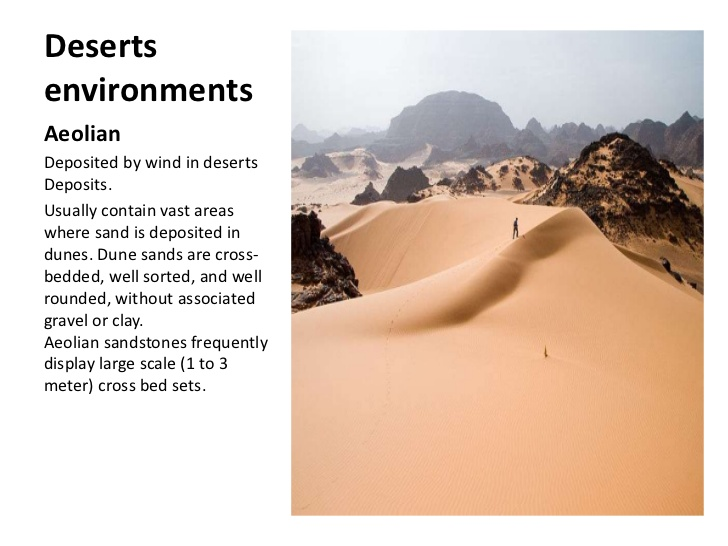 Deserts
environments
Aeolian
Deposited by wind in deserts
Deposits.
Usually contain vast areas
where sand is deposited in
dunes. Dune sands are cross-
bedded, well sorted, and well
rounded, without associated
gravel or clay.
Aeolian sandstones frequently
display large scale (1 to 3
meter) cross bed sets.